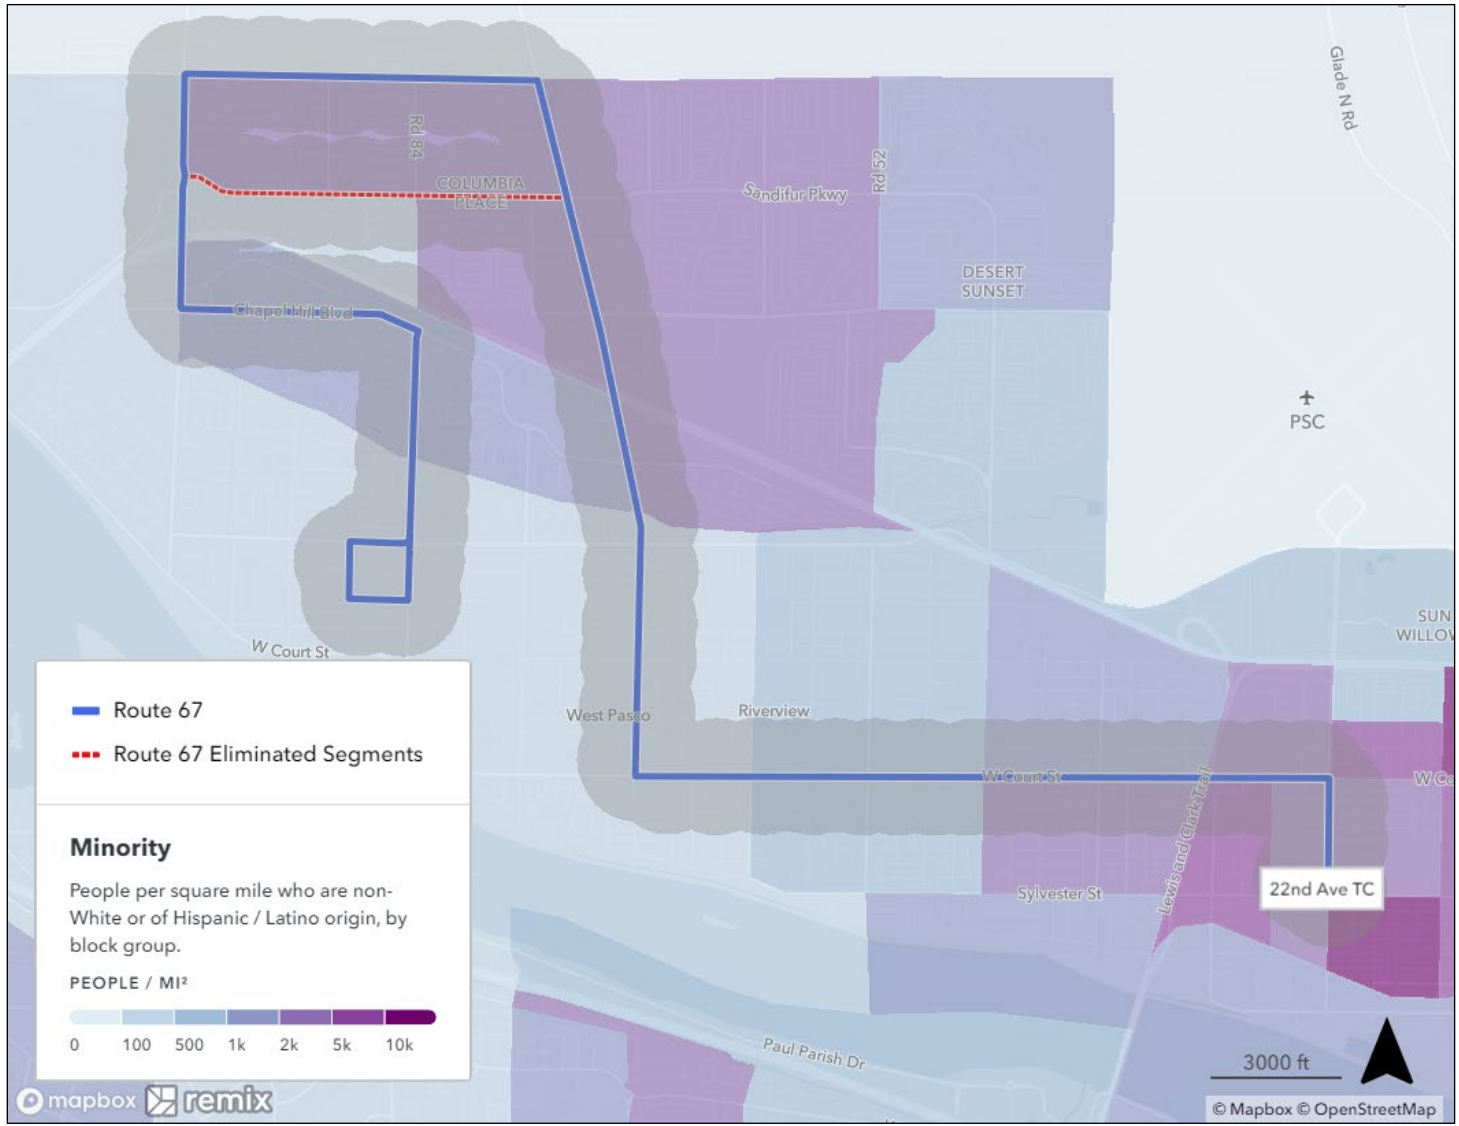 Glade N Rd
Rd 84
Rd 52
COLUMBIA
PLACE
Sandifur Pkwy
DESERT
SUNSET
Chapel Hill Blvd
PSC
SUN
WILLOW
W Court St
West Pasco
Riverview
W Court St
W Co
Lewis and Clark Trail
22nd Ave TC
Sylvester St
Paul Parish Dr
Route 67
Route 67 Eliminated Segments
Minority
People per square mile who are non-
White or of Hispanic / Latino origin, by
block group.
PEOPLE / MI²
0 100 500 1k 2k 5k 10k
3000 ft
mapbox remix
© Mapbox © OpenStreetMap